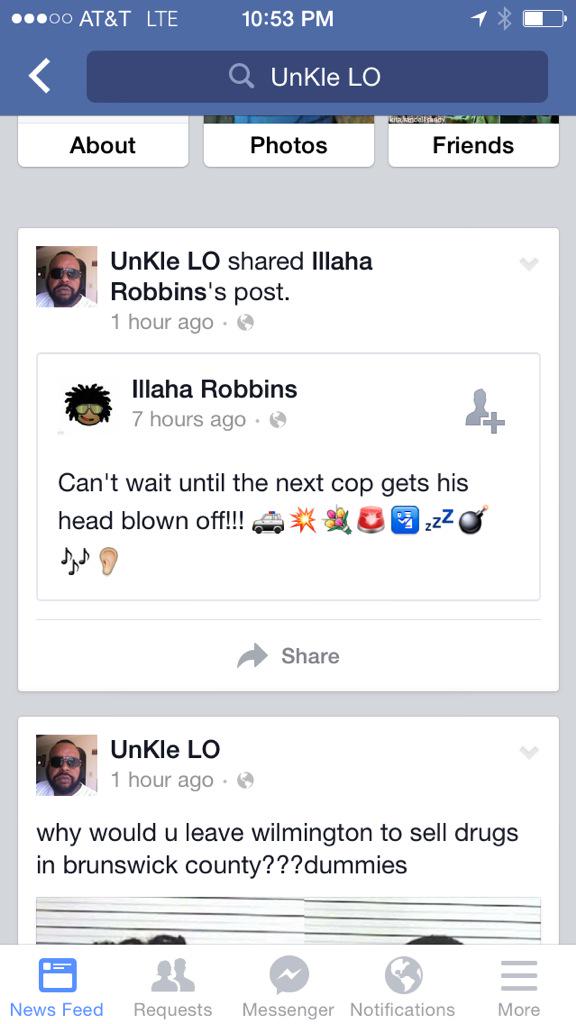 AT&T LTE 10:53 PM
UnKle LO
About Photos Friends
UnKle LO shared Illaha
Robbins's post.
1 hour ago ·
Illaha Robbins
7 hours ago ·
Can't wait until the next cop gets his
head blown off!!! 🚓💥💐🚨🛂💤💣
🎶👂
Share
UnKle LO
1 hour ago ·
why would u leave wilmington to sell drugs
in brunswick county???dummies
News Feed Requests Messenger Notifications More